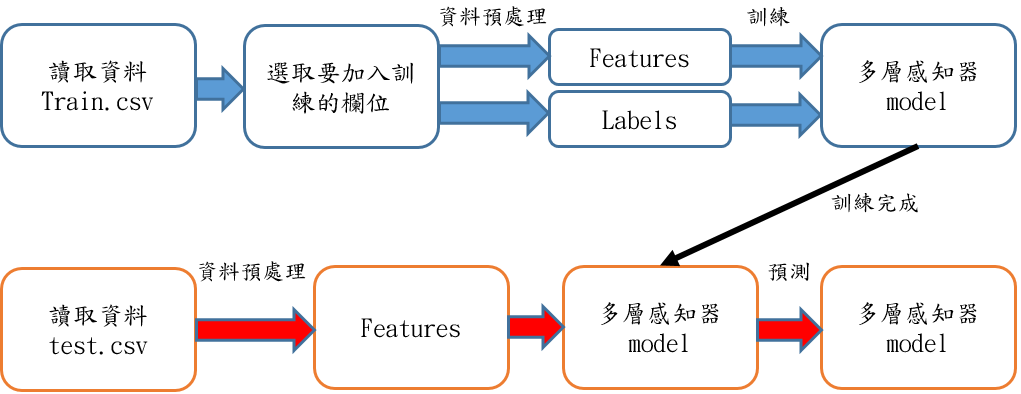 資料預處理
訓練
讀取資料
Train.csv
選取要加入訓
練的欄位
Features
Labels
多層感知器
model
訓練完成
資料預處理
預測
讀取資料
test.csv
Features
多層感知器
model
多層感知器
model